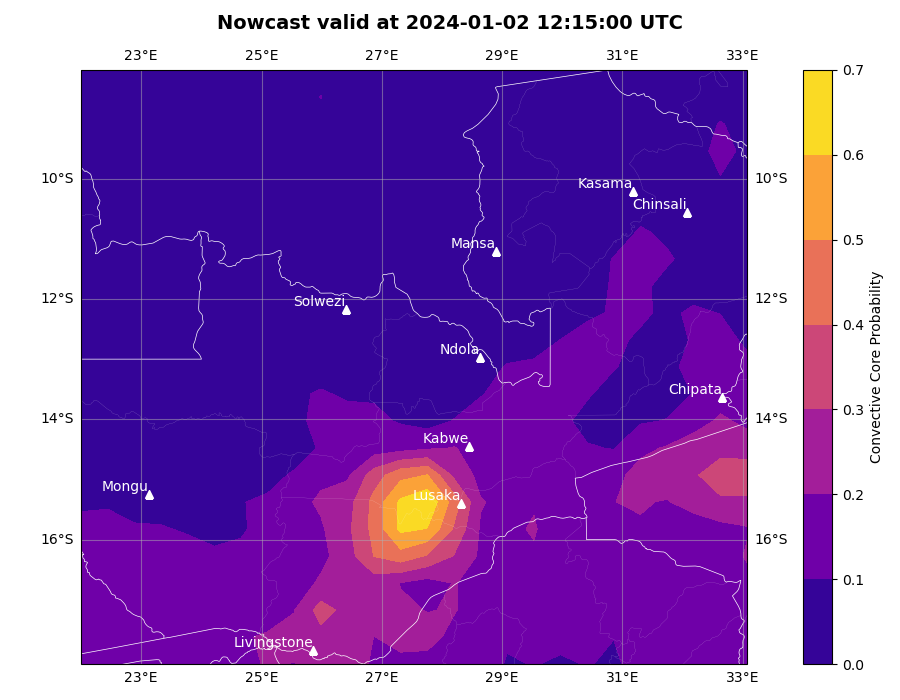 Nowcast valid at 2024-01-02 12:15:00 UTC
23°E 25°E 27°E 29°E 31°E 33°E
0.7
0.6
10°S 10°S
Kasama
Chinsali
0.5
Mansa
12°S 12°S
Solwezi
0.4
Ndola
Chipata
0.3
14°S 14°S
Kabwe
Mongu
Lusaka
0.2
16°S 16°S
0.1
Livingstone
0.0
23°E 25°E 27°E 29°E 31°E 33°E
Convective Core Probability